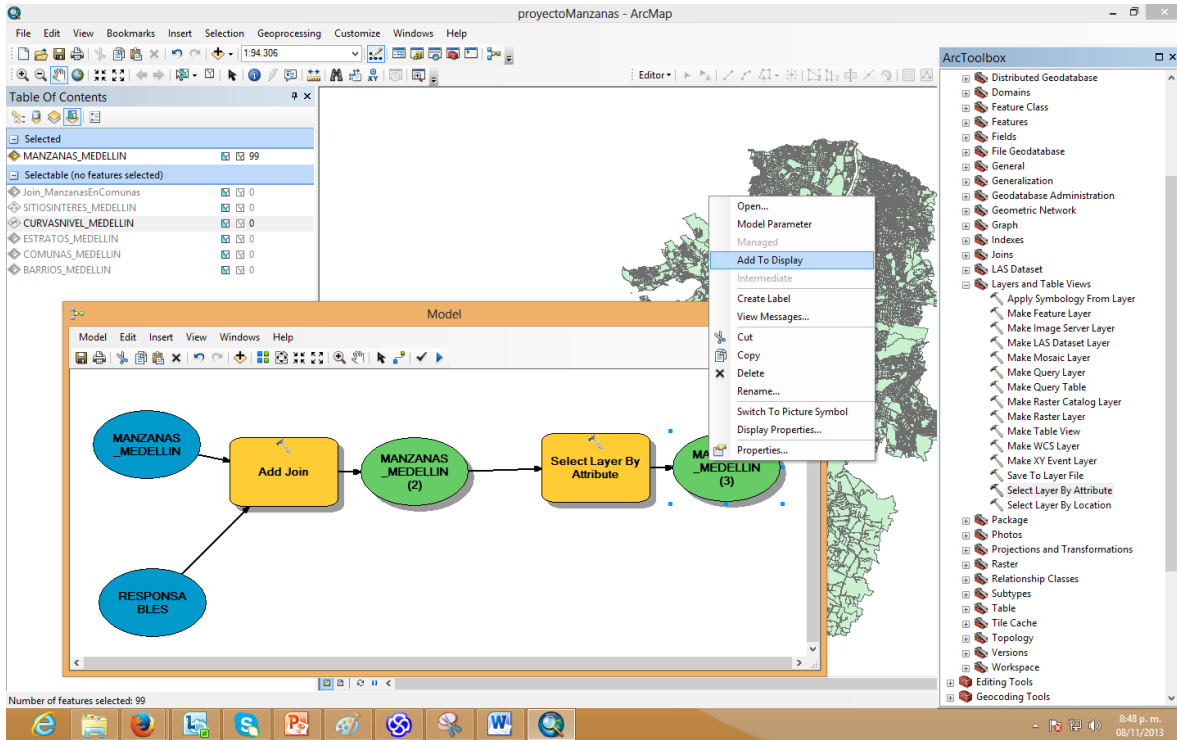 proyectoManzanas - ArcMap
File Edit View Bookmarks Insert Selection Geoprocessing Customize Windows Help
1:94.306
Editor
Table Of Contents
Selected
MANZANAS_MEDELLIN 99
Selectable (no features selected)
Join_ManzanasEnComunas 0
SITIOSINTERES_MEDELLIN 0
CURVASNIVEL_MEDELLIN 0
ESTRATOS_MEDELLIN 0
COMUNAS_MEDELLIN 0
BARRIOS_MEDELLIN 0
Model
Model Edit Insert View Windows Help
MANZANAS
_MEDELLIN
Add Join
MANZANAS
_MEDELLIN
(2)
Select Layer By
Attribute
_MEDELLIN
(3)
RESPONSA
BLES
Open...
Model Parameter
Managed
Add To Display
Intermediate
Create Label
View Messages...
Cut
Copy
Delete
Rename...
Switch To Picture Symbol
Display Properties...
Properties...
ArcToolbox
Distributed Geodatabase
Domains
Feature Class
Features
Fields
File Geodatabase
General
Generalization
Geodatabase Administration
Geometric Network
Graph
Indexes
Joins
LAS Dataset
Layers and Table Views
Apply Symbology From Layer
Make Feature Layer
Make Image Server Layer
Make LAS Dataset Layer
Make Mosaic Layer
Make Query Layer
Make Query Table
Make Raster Catalog Layer
Make Raster Layer
Make Table View
Make WCS Layer
Make XY Event Layer
Save To Layer File
Select Layer By Attribute
Select Layer By Location
Package
Photos
Projections and Transformations
Raster
Relationship Classes
Subtypes
Table
Tile Cache
Topology
Versions
Workspace
Editing Tools
Geocoding Tools
Number of features selected: 99
8:48 p. m.
08/11/2013